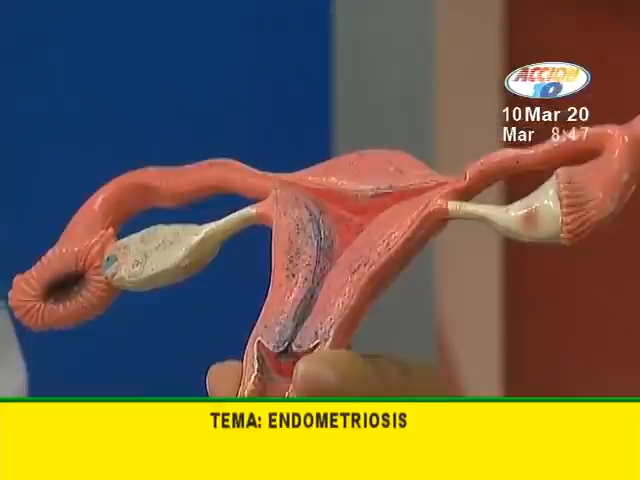 ACCION
10
10 Mar 20
Mar 8:47
TEMA: ENDOMETRIOSIS